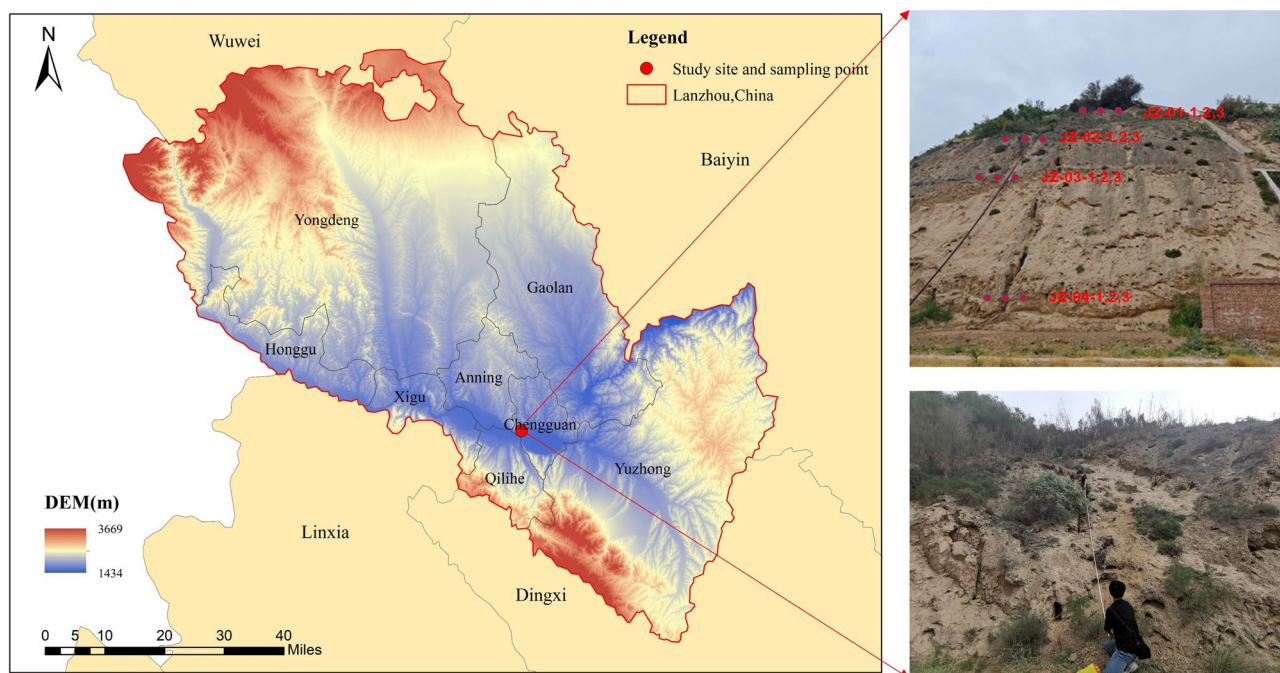 N
Wuwei
Legend
Study site and sampling point
Lanzhou,China
Baiyin
Yongdeng
Gaolan
Honggu
Anning
Xigu
Chengguan
Qilihe
Yuzhong
DEM(m)
3669
1434
Linxia
Dingxi
0 5 10 20 30 40
Miles
JZ-01-1,2,3
JZ-02-1,2,3
JZ-03-1,2,3
JZ-04-1,2,3